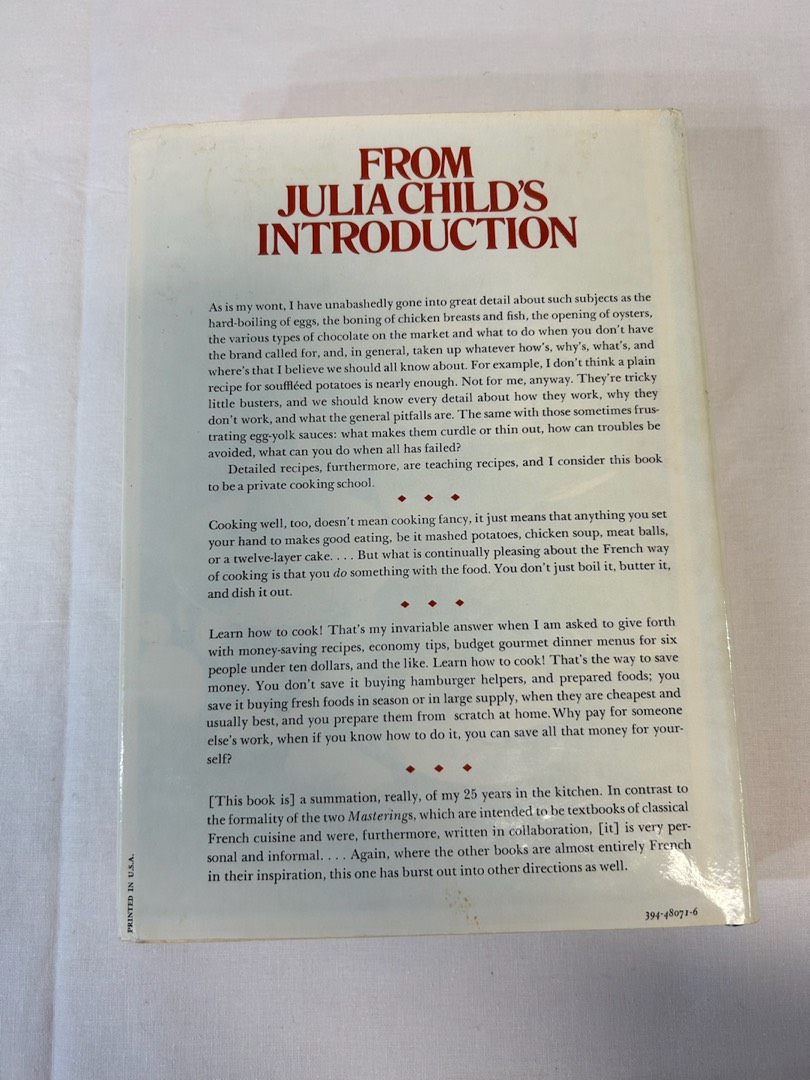 FROM
JULIA CHILD'S
INTRODUCTION
As is my wont, I have unabashedly gone into great detail about such subjects as the
hard-boiling of eggs, the boning of chicken breasts and fish, the opening of oysters,
the various types of chocolate on the market and what to do when you don't have
the brand called for, and, in general, taken up whatever how's, why's, what's, and
where's that I believe we should all know about. For example, I don't think a plain
recipe for souffléed potatoes is nearly enough. Not for me, anyway. They're tricky
little busters, and we should know every detail about how they work, why they
don't work, and what the general pitfalls are. The same with those sometimes frus-
trating egg-yolk sauces: what makes them curdle or thin out, how can troubles be
avoided, what can you do when all has failed?
Detailed recipes, furthermore, are teaching recipes, and I consider this book
to be a private cooking school.
Cooking well, too, doesn't mean cooking fancy, it just means that anything you set
your hand to makes good eating, be it mashed potatoes, chicken soup, meat balls,
or a twelve-layer cake. . . . But what is continually pleasing about the French way
of cooking is that you do something with the food. You don't just boil it, butter it,
and dish it out.
Learn how to cook! That's my invariable answer when I am asked to give forth
with money-saving recipes, economy tips, budget gourmet dinner menus for six
people under ten dollars, and the like. Learn how to cook! That's the way to save
money. You don't save it buying hamburger helpers, and prepared foods; you
save it buying fresh foods in season or in large supply, when they are cheapest and
usually best, and you prepare them from scratch at home. Why pay for someone
else's work, when if you know how to do it, you can save all that money for your-
self?
[This book is] a summation, really, of my 25 years in the kitchen. In contrast to
the formality of the two Masterings, which are intended to be textbooks of classical
French cuisine and were, furthermore, written in collaboration, [it] is very per-
sonal and informal. . . . Again, where the other books are almost entirely French
in their inspiration, this one has burst out into other directions as well.
PRINTED IN U.S.A.
394-48071-6